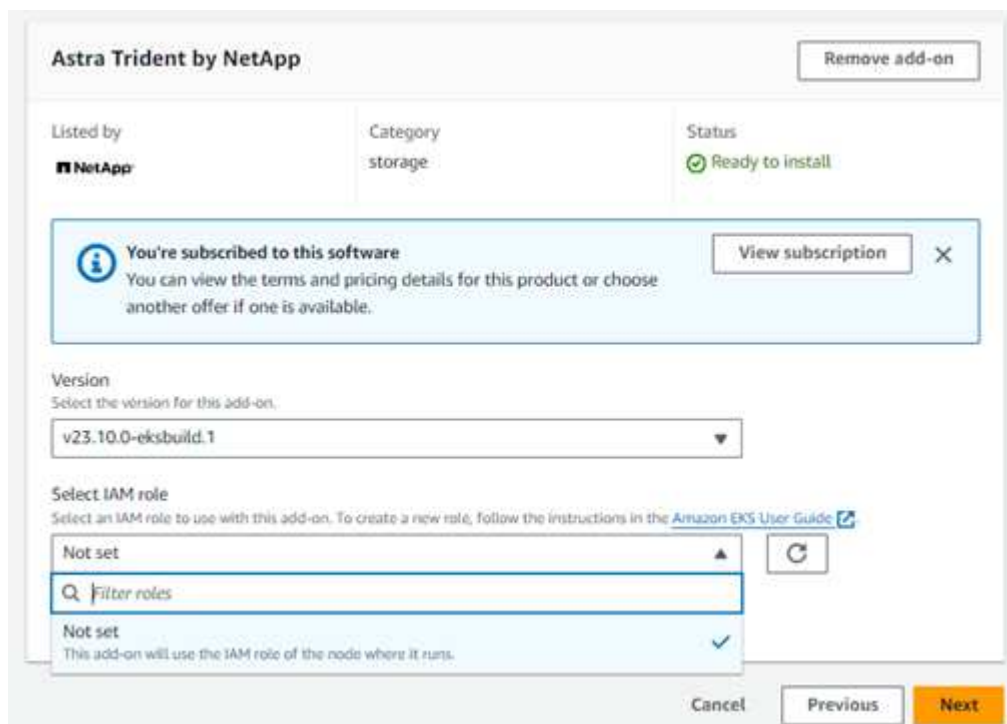 Astra Trident by NetApp
Remove add-on
Listed by
Category
Status
NetApp
storage
Ready to install
You're subscribed to this software
View subscription
You can view the terms and pricing details for this product or choose
another offer if one is available.
Version
Select the version for this add-on.
v23.10.0-eksbuild.1
Select IAM role
Select an IAM role to use with this add-on. To create a new role, follow the instructions in the Amazon EKS User Guide.
Not set
Filter roles
Not set
This add-on will use the IAM role of the node where it runs.
Cancel
Previous
Next